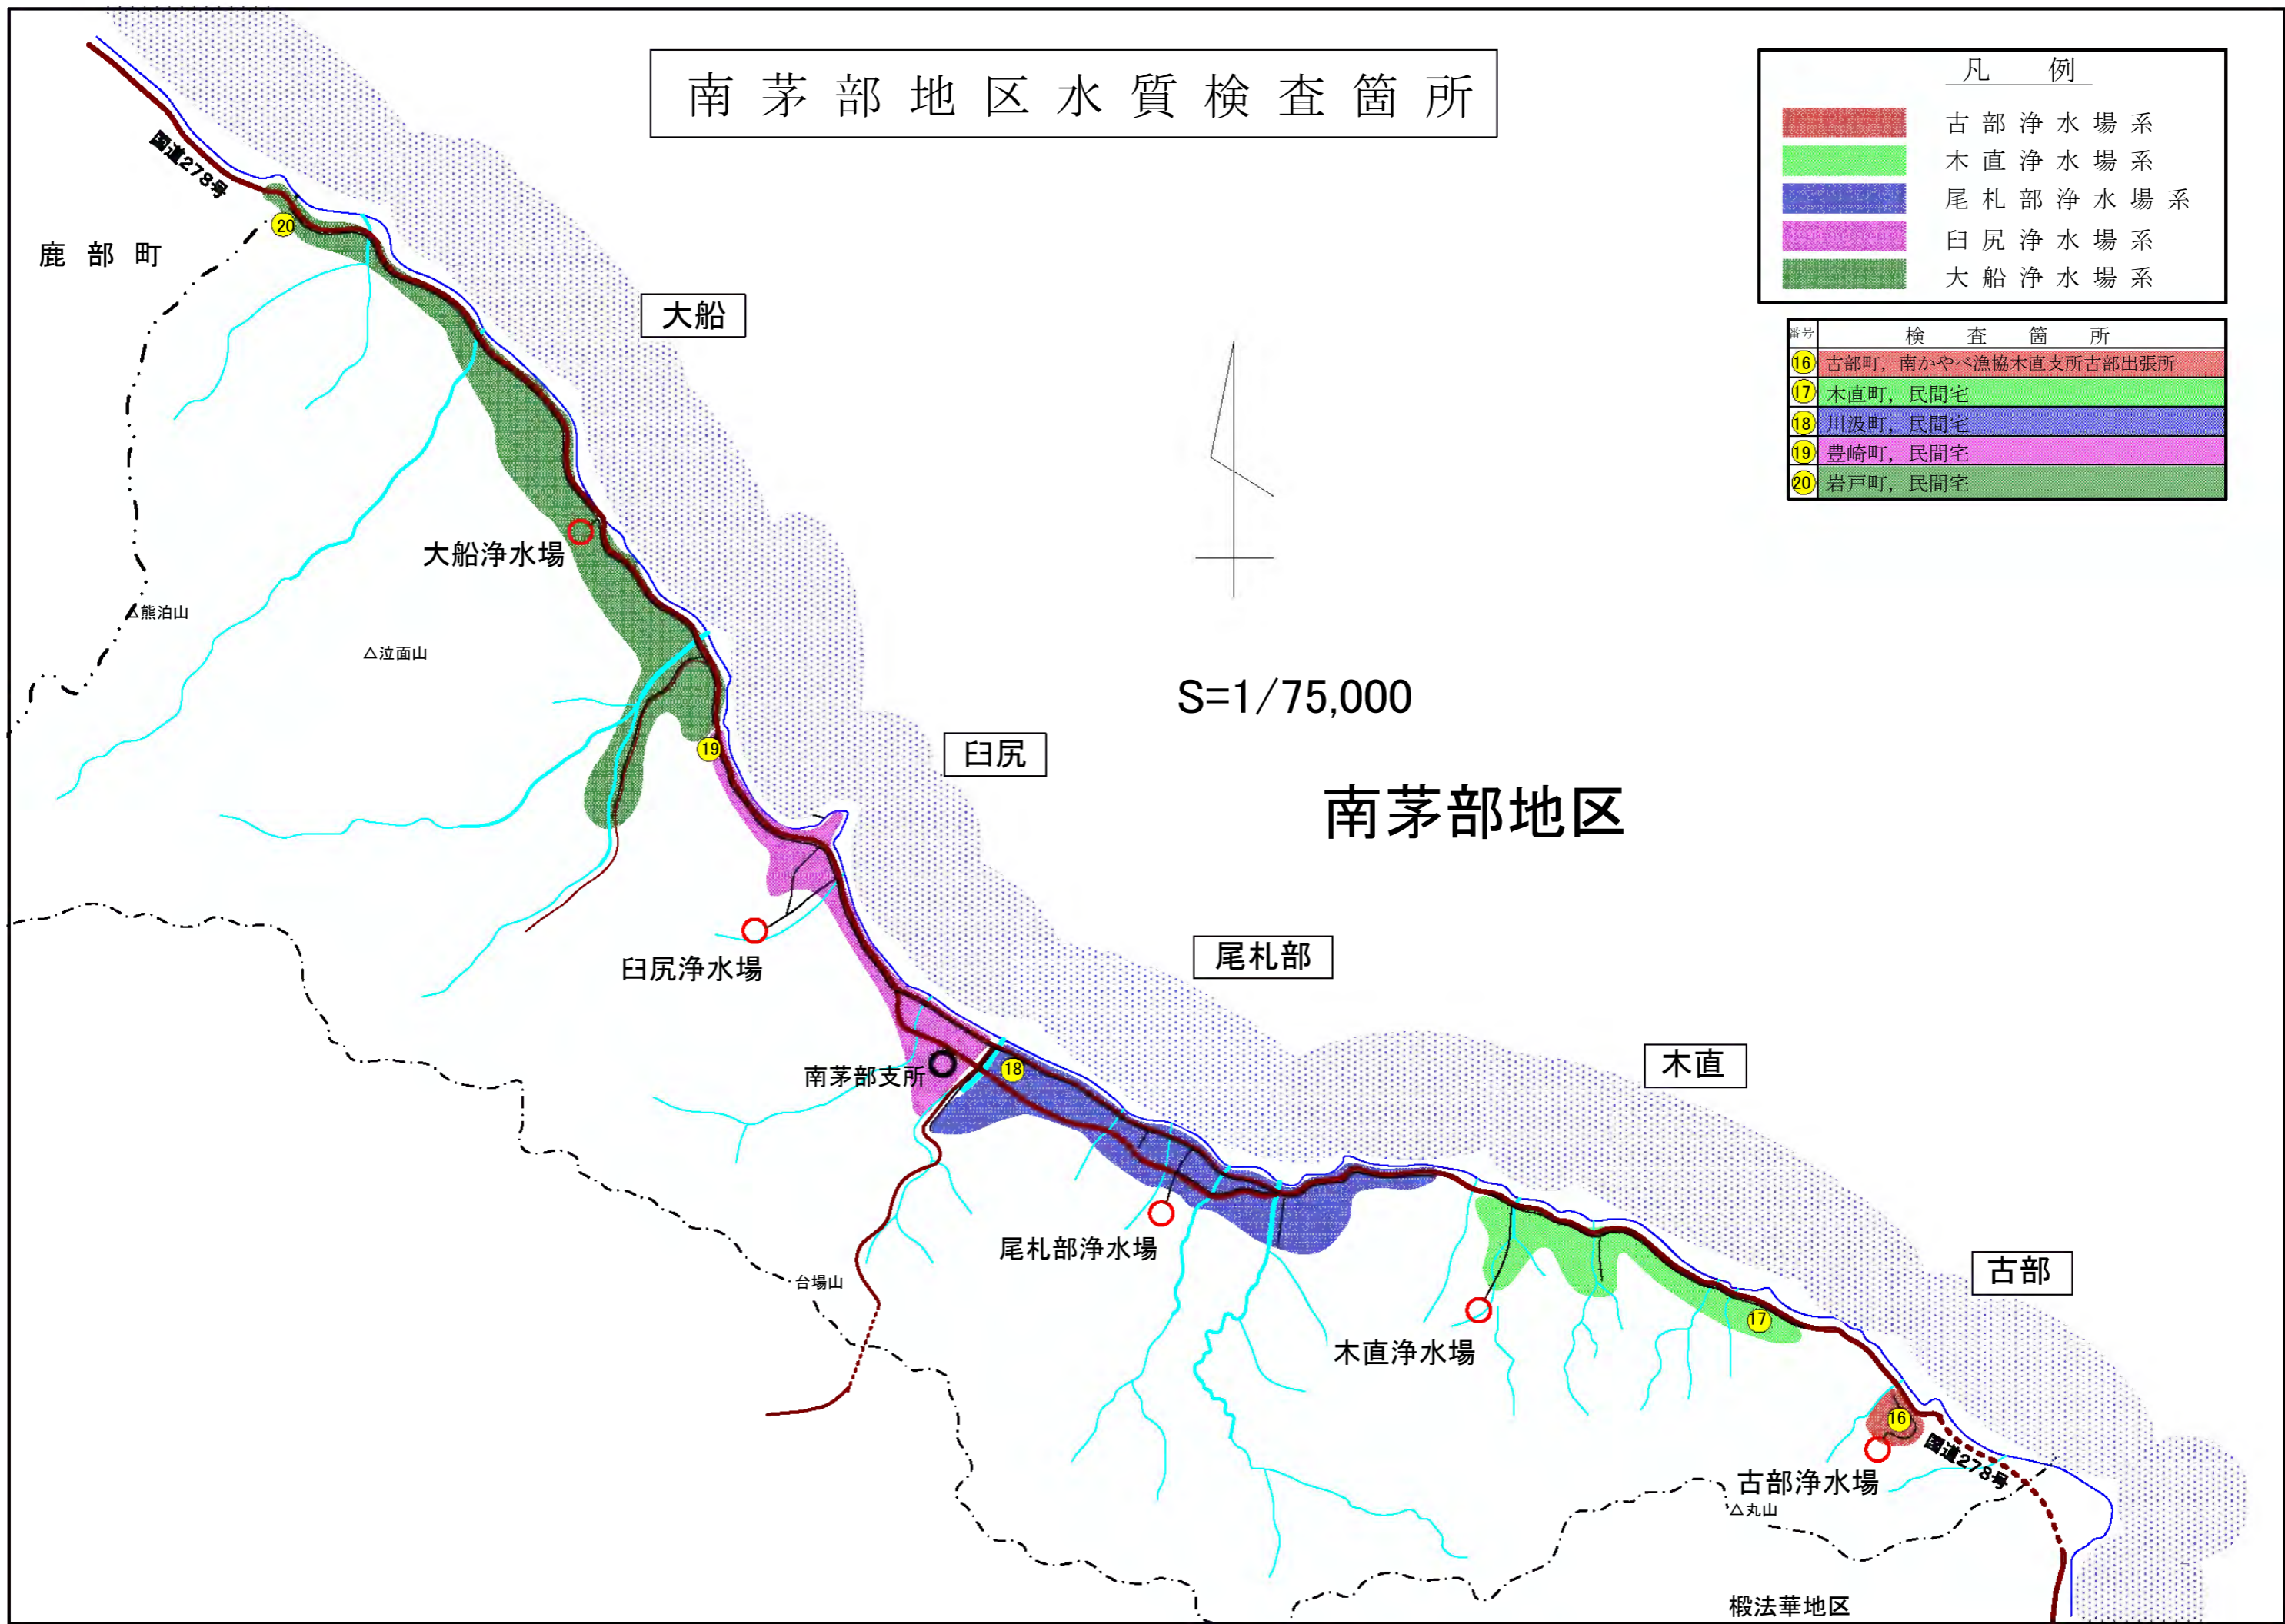 南茅部地区水質検査箇所
凡 例
古部浄水場系
木直浄水場系
尾札部浄水場系
臼尻浄水場系
大船浄水場系
番号 検査箇所
16 古部町，南かやべ漁協木直支所古部出張所
17 木直町，民間宅
18 川汲町，民間宅
19 豊崎町，民間宅
20 岩戸町，民間宅
国道278号
20
鹿部町
大船
大船浄水場
△熊泊山
△泣面山
S=1/75,000
19
臼尻
南茅部地区
臼尻浄水場
尾札部
南茅部支所
18
木直
尾札部浄水場
古部
台場山
17
木直浄水場
16
国道278号
古部浄水場
△丸山
椴法華地区